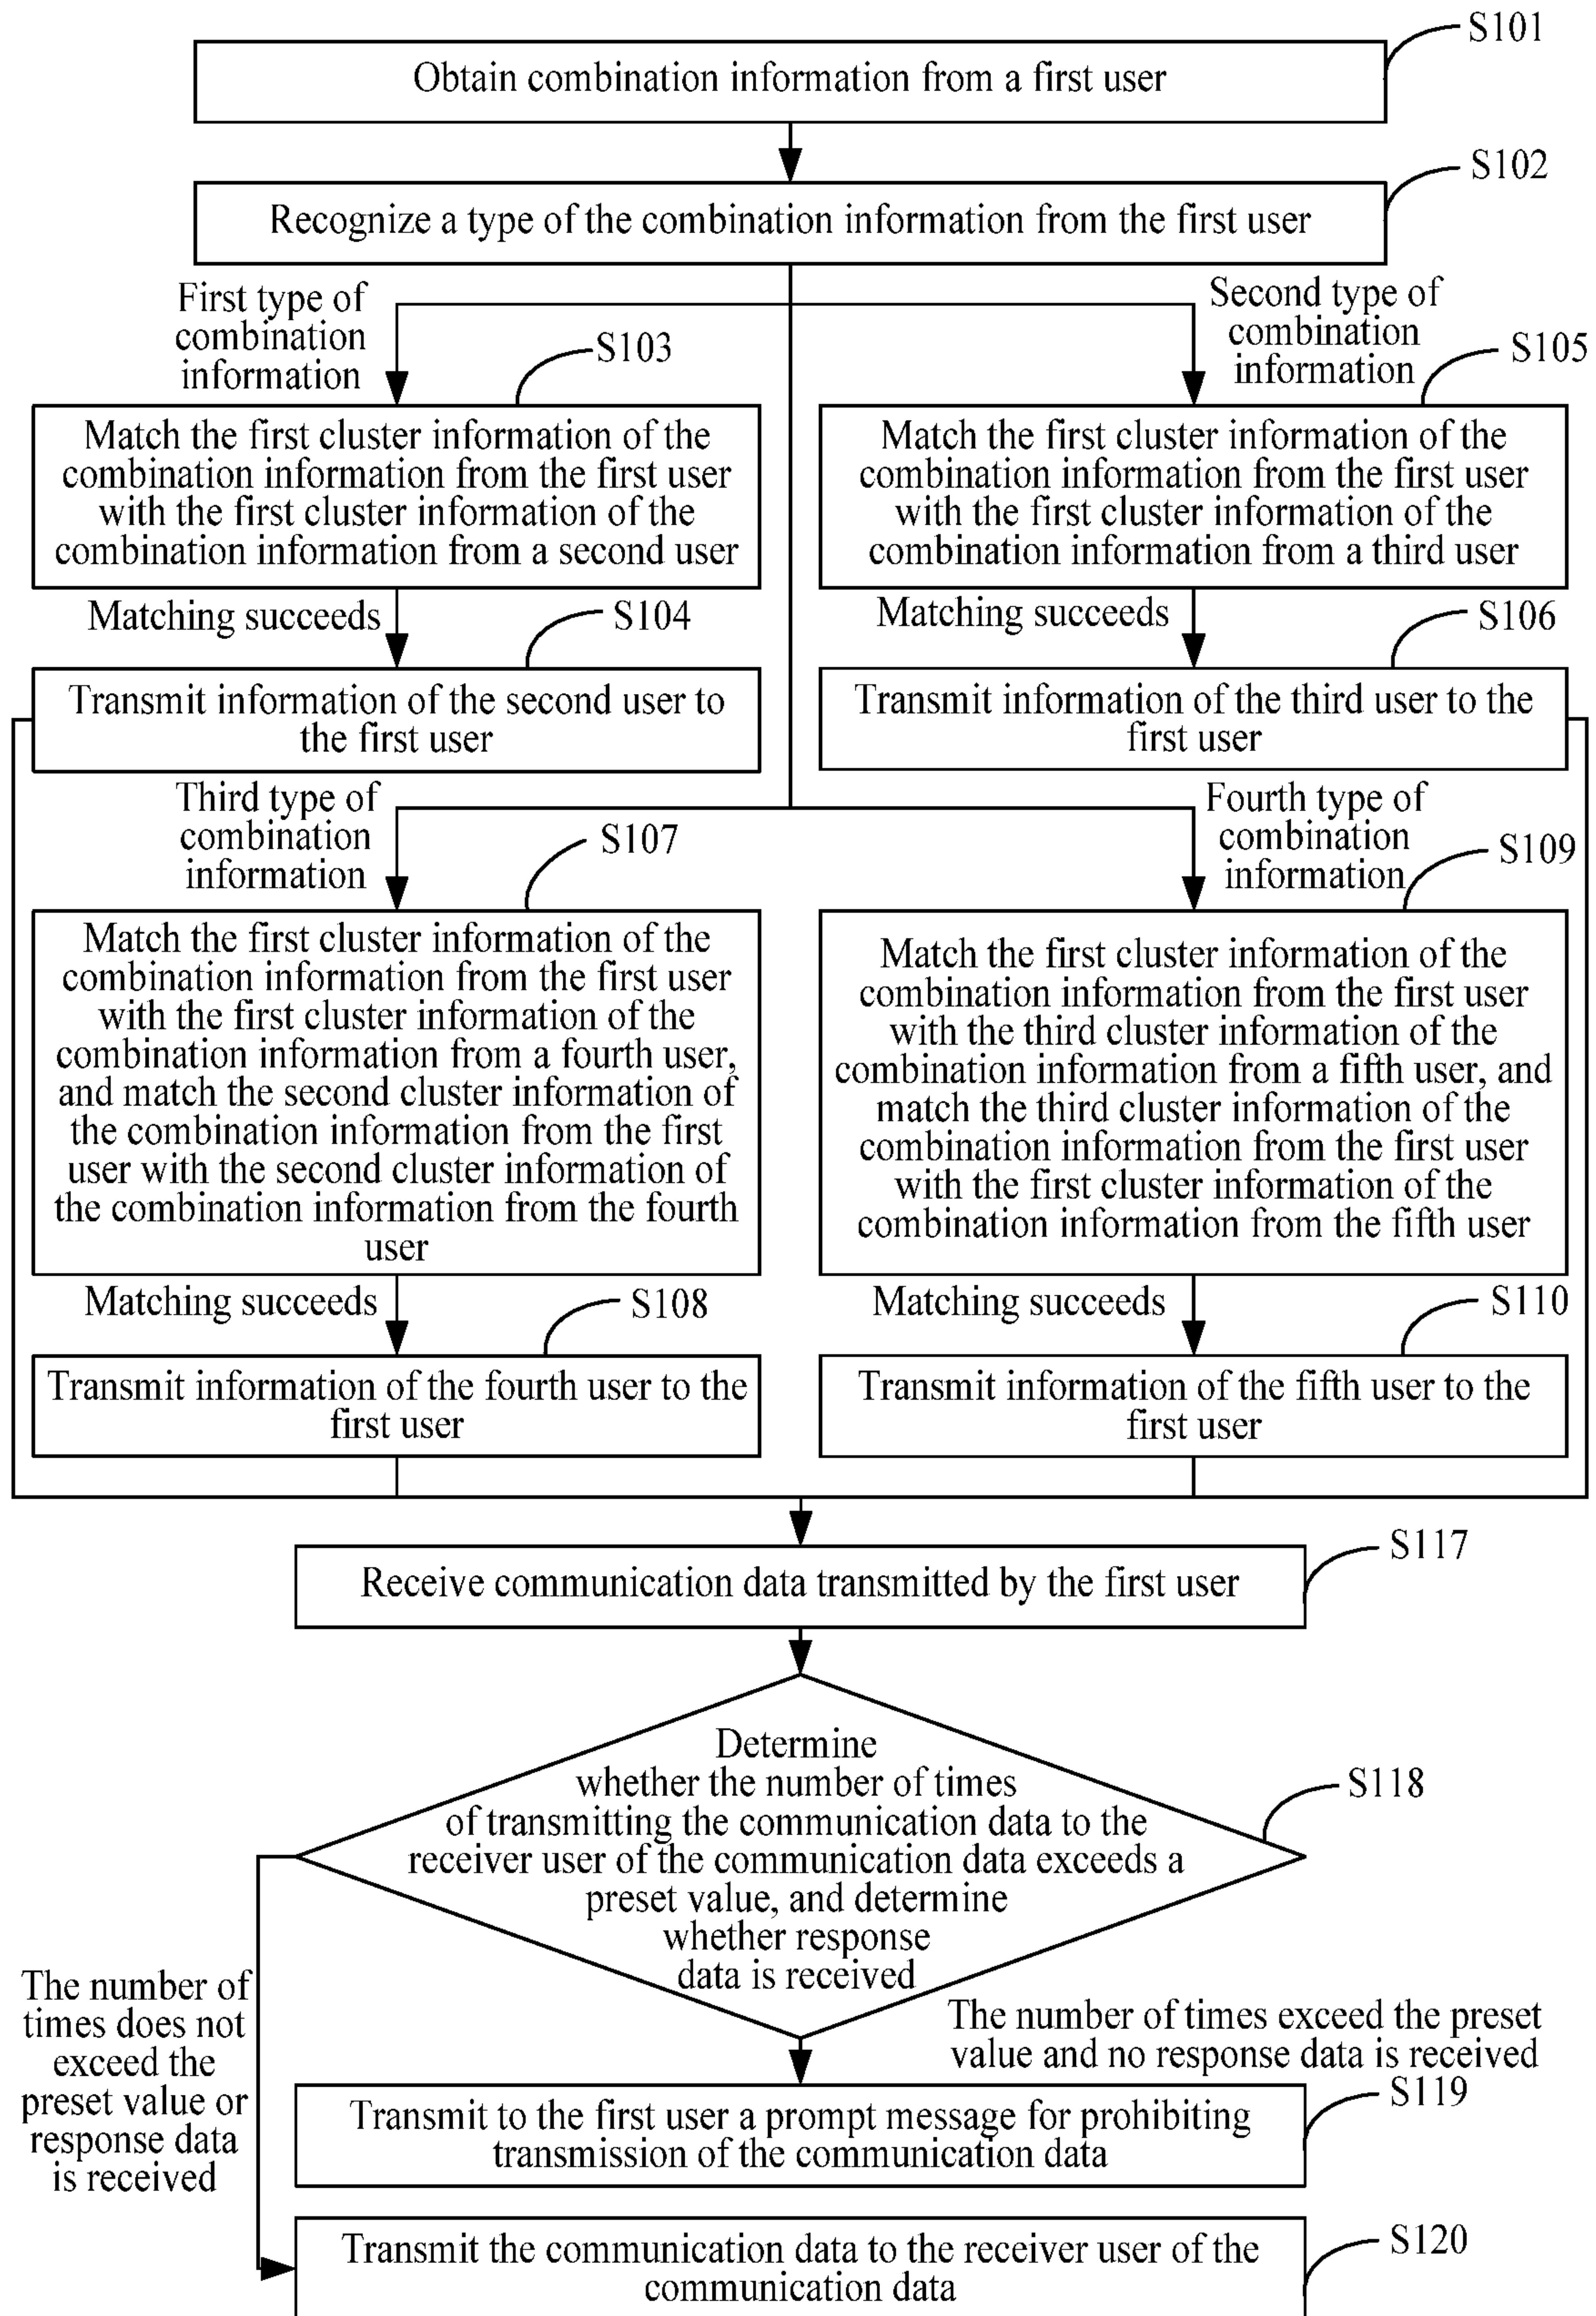 S101
Obtain combination information from a first user
S102
Recognize a type of the combination information from the first user
First type of
combination
information
S103
Second type of
combination
information
S105
Match the first cluster information of the
combination information from the first user
with the first cluster information of the
combination information from a second user
Match the first cluster information of the
combination information from the first user
with the first cluster information of the
combination information from a third user
Matching succeeds
S104
Matching succeeds
S106
Transmit information of the second user to
the first user
Transmit information of the third user to the
first user
Third type of
combination
information
S107
Fourth type of
combination
information
S109
Match the first cluster information of the
combination information from the first user
with the first cluster information of the
combination information from a fourth user,
and match the second cluster information of
the combination information from the first
user with the second cluster information of
the combination information from the fourth
user
Match the first cluster information of the
combination information from the first user
with the third cluster information of the
combination information from a fifth user, and
match the third cluster information of the
combination information from the first user
with the first cluster information of the
combination information from the fifth user
Matching succeeds
S108
Matching succeeds
S110
Transmit information of the fourth user to the
first user
Transmit information of the fifth user to the
first user
S117
Receive communication data transmitted by the first user
Determine
whether the number of times
of transmitting the communication data to the
receiver user of the communication data exceeds a
preset value, and determine
whether response
data is received
S118
The number of
times does not
exceed the
preset value or
response data
is received
The number of times exceed the preset
value and no response data is received
S119
Transmit to the first user a prompt message for prohibiting
transmission of the communication data
S120
Transmit the communication data to the receiver user of the
communication data